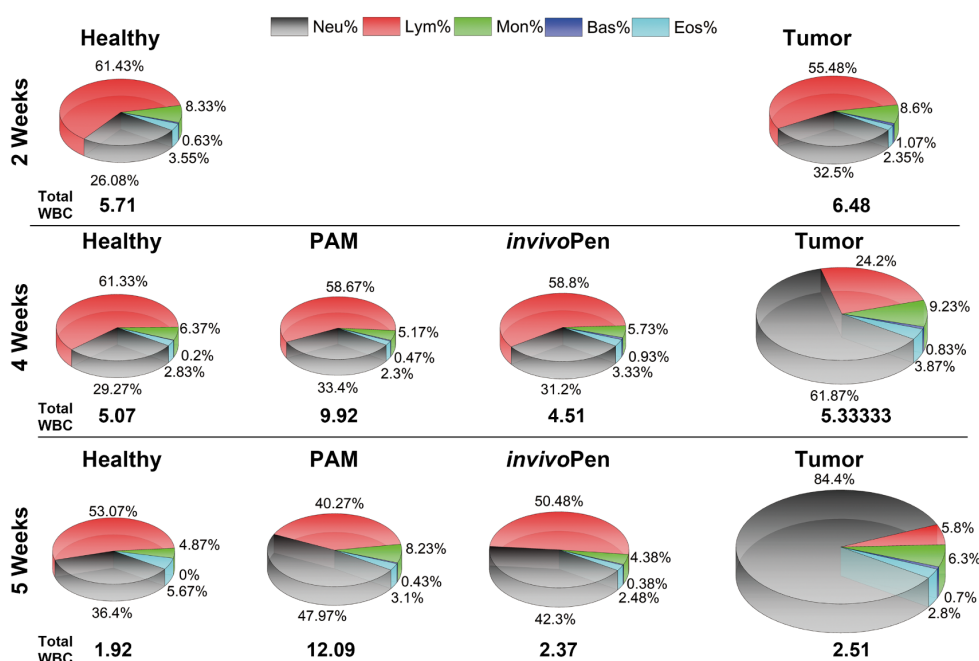 Neu% Lym% Mon% Bas% Eos%
Healthy Tumor
2 Weeks
61.43% 55.48%
8.33% 8.6%
0.63% 1.07%
3.55% 2.35%
26.08% 32.5%
Total WBC 5.71 6.48
Healthy PAM invivoPen Tumor
4 Weeks
61.33% 58.67% 58.8% 24.2%
6.37% 5.17% 5.73% 9.23%
0.2% 0.47% 0.93% 0.83%
2.83% 2.3% 3.33% 3.87%
29.27% 33.4% 31.2% 61.87%
Total WBC 5.07 9.92 4.51 5.33333
Healthy PAM invivoPen Tumor
5 Weeks
53.07% 40.27% 50.48% 84.4%
4.87% 8.23% 4.38% 5.8%
6.3%
0% 0.43% 0.38% 0.7%
5.67% 3.1% 2.48% 2.8%
36.4% 47.97% 42.3%
Total WBC 1.92 12.09 2.37 2.51